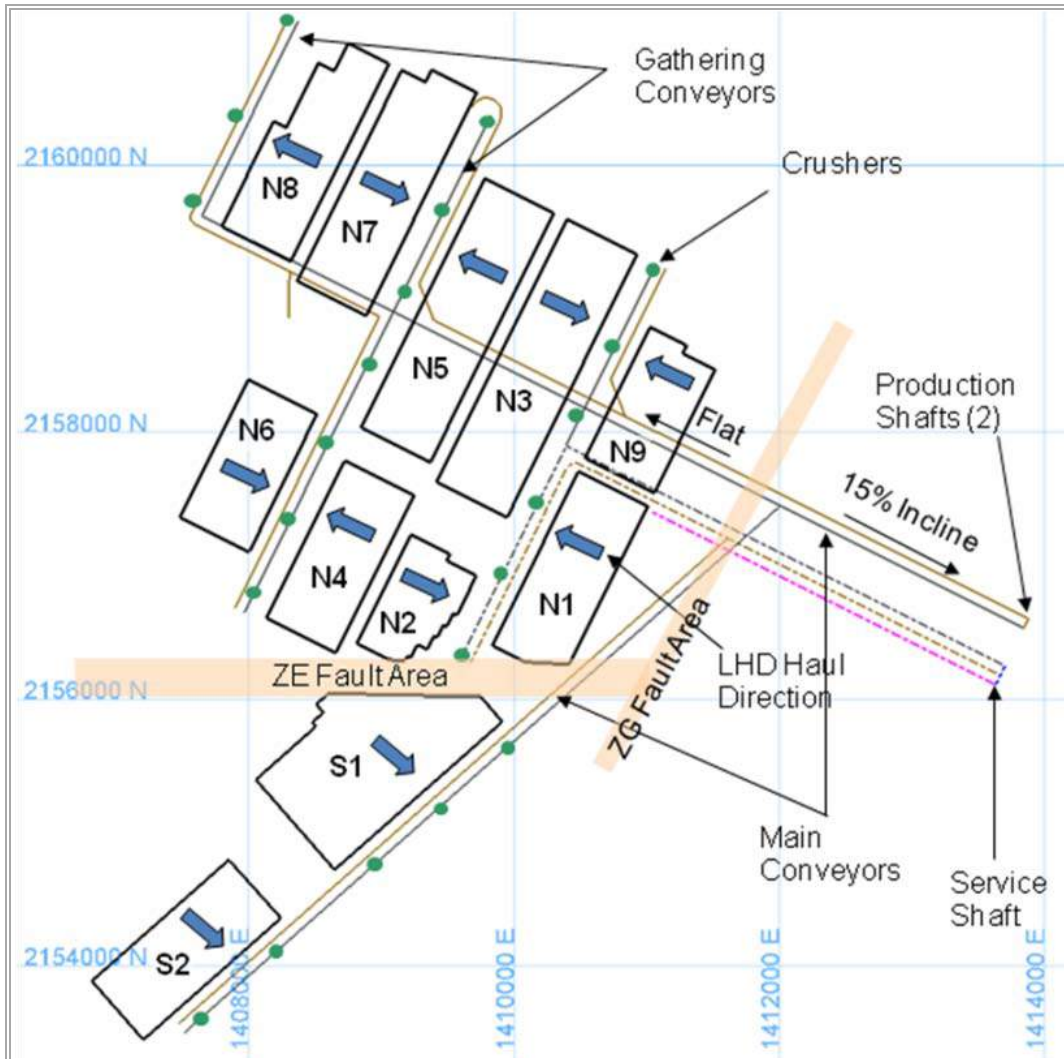 Gathering
Conveyors
2160000 N
Crushers
N8
N7
N5
N3
Production
Shafts (2)
N6
2158000 N
Flat
N9
15% Incline
N4
N2
N1
ZE Fault Area
LHD Haul
Direction
2156000 N
ZG Fault Area
S1
Main
Conveyors
Service
Shaft
2154000 N
S2
1408000 E
1410000 E
1412000 E
1414000 E